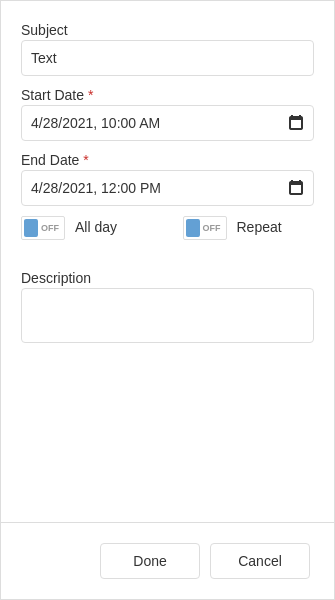 Subject
Text
Start Date *
4/28/2021, 10:00 AM
End Date *
4/28/2021, 12:00 PM
OFF All day OFF Repeat
Description
Done Cancel